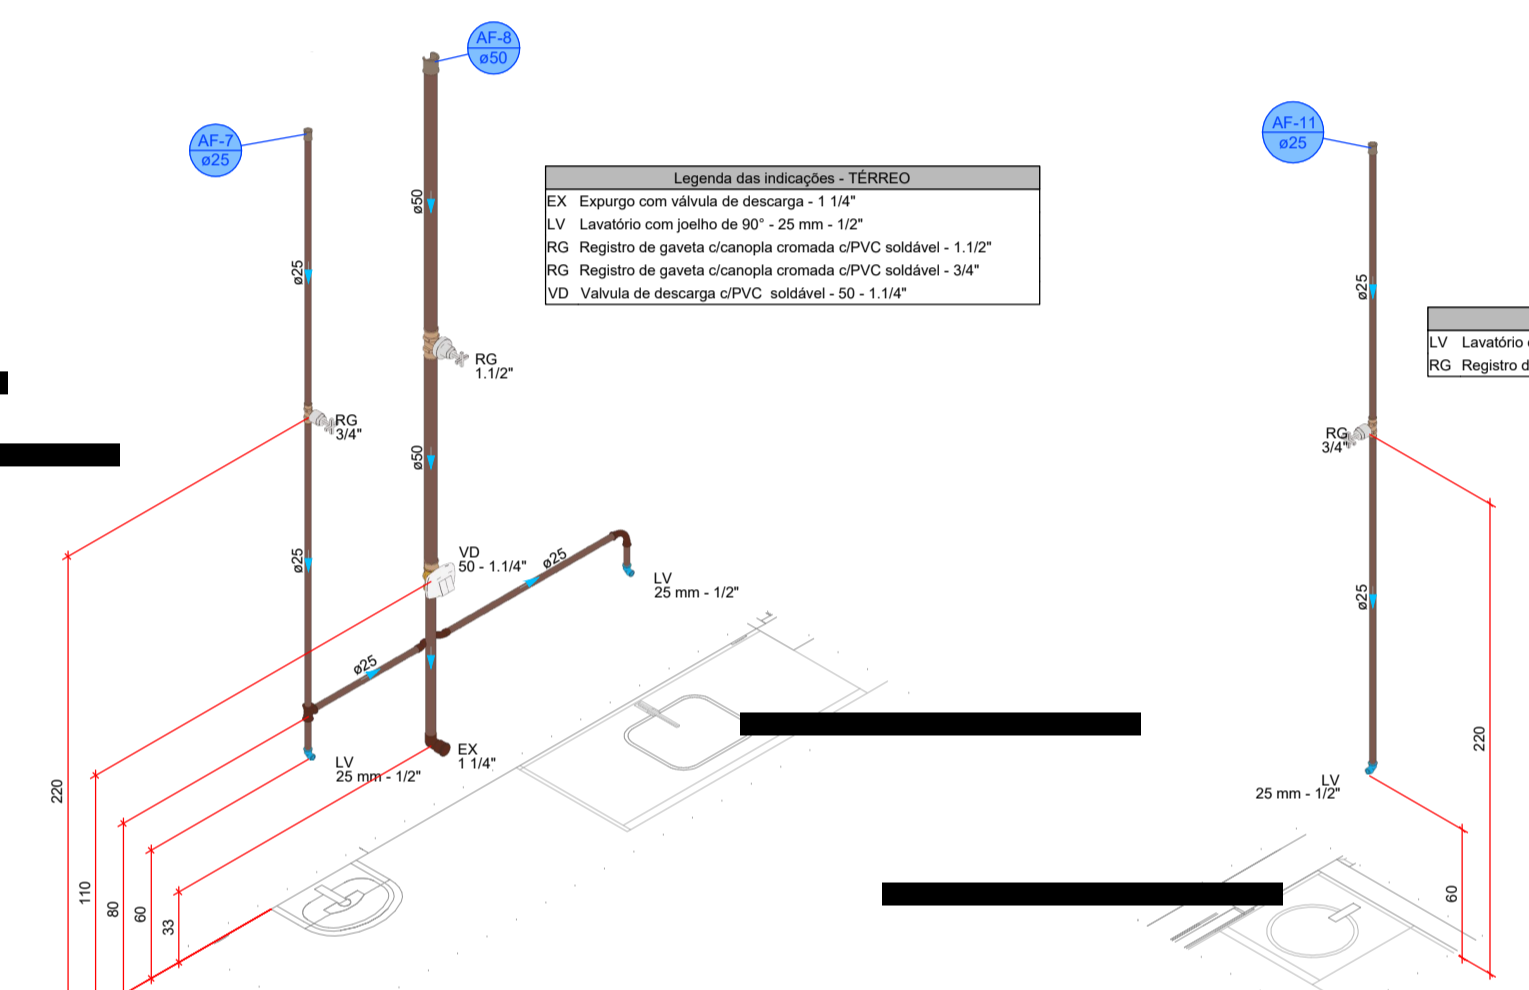 AF-8
ø50
AF-7
ø25
AF-11
ø25
Legenda das indicações - TÉRREO
EX Expurgo com válvula de descarga - 1 1/4"
LV Lavatório com joelho de 90° - 25 mm - 1/2"
RG Registro de gaveta c/canopla cromada c/PVC soldável - 1.1/2"
RG Registro de gaveta c/canopla cromada c/PVC soldável - 3/4"
VD Valvula de descarga c/PVC soldável - 50 - 1.1/4"
ø50
ø25
ø25
LV Lavatório
RG Registro d
RG
1.1/2"
RG
3/4"
RG
3/4"
ø50
VD
50 - 1.1/4"
ø25
ø25
LV
25 mm - 1/2"
ø25
ø25
220
EX
1 1/4"
LV
25 mm - 1/2"
LV
25 mm - 1/2"
220
110
80
60
33
60